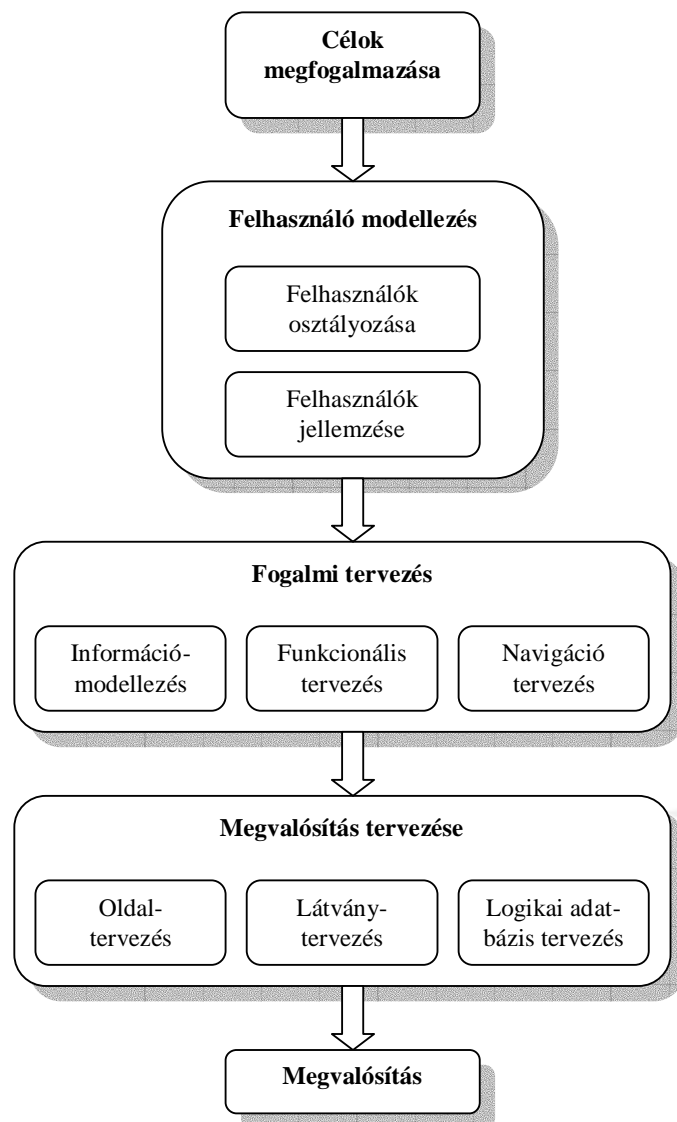 Célok
megfogalmazása
Felhasználó modellezés
Felhasználók
osztályozása
Felhasználók
jellemzése
Fogalmi tervezés
Információ-
modellezés
Funkcionális
tervezés
Navigáció
tervezés
Megvalósítás tervezése
Oldal-
tervezés
Látvány-
tervezés
Logikai adat-
bázis tervezés
Megvalósítás